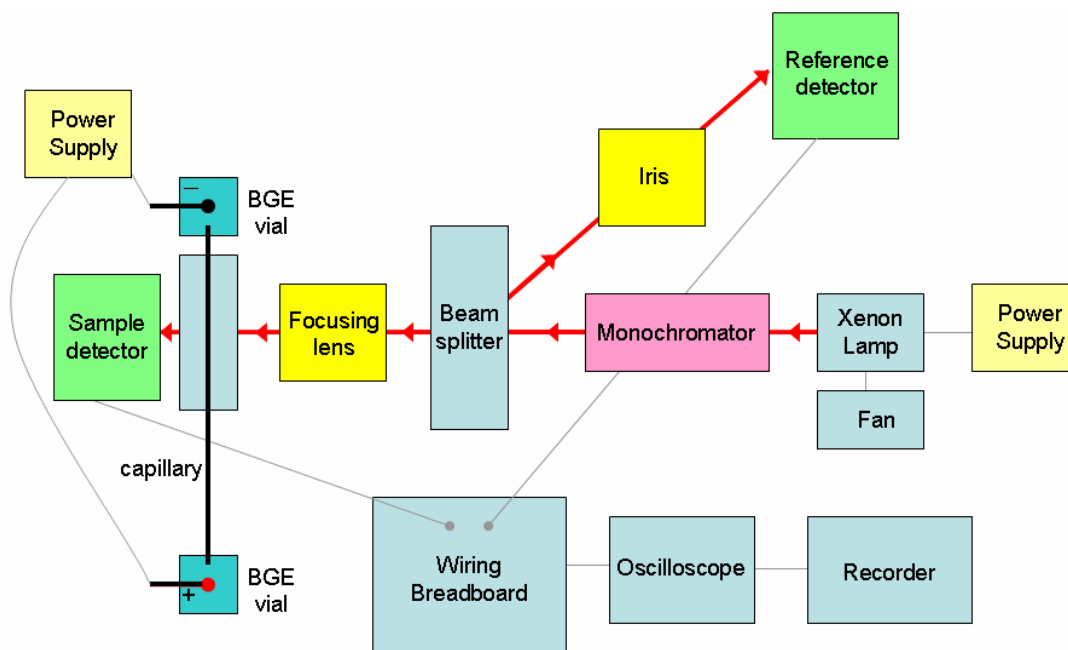 Reference
detector
Power
Supply
Iris
−
BGE
vial
Sample
detector
Focusing
lens
Beam
splitter
Monochromator
Xenon
Lamp
Power
Supply
Fan
capillary
Wiring
Breadboard
Oscilloscope
Recorder
+
BGE
vial